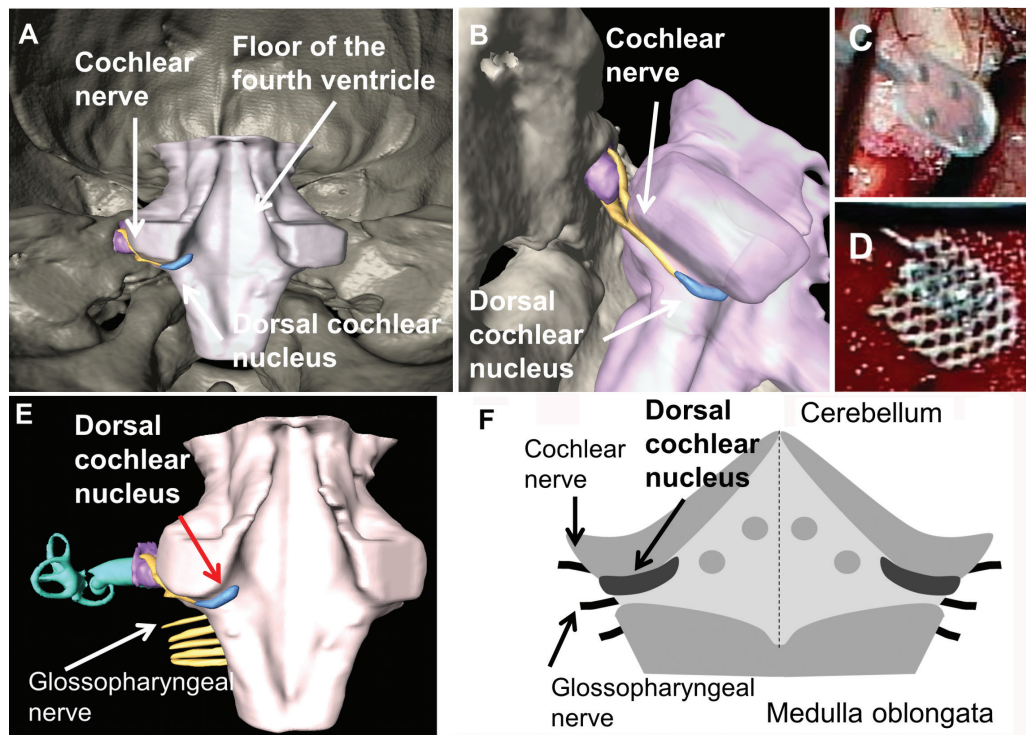 A
Cochlear
nerve
Floor of the
fourth ventricle
Dorsal cochlear
nucleus
B
Cochlear
nerve
Dorsal
cochlear
nucleus
C
D
E
Dorsal
cochlear
nucleus
Glossopharyngeal
nerve
F
Cochlear
nerve
Dorsal
cochlear
nucleus
Cerebellum
Glossopharyngeal
nerve
Medulla oblongata